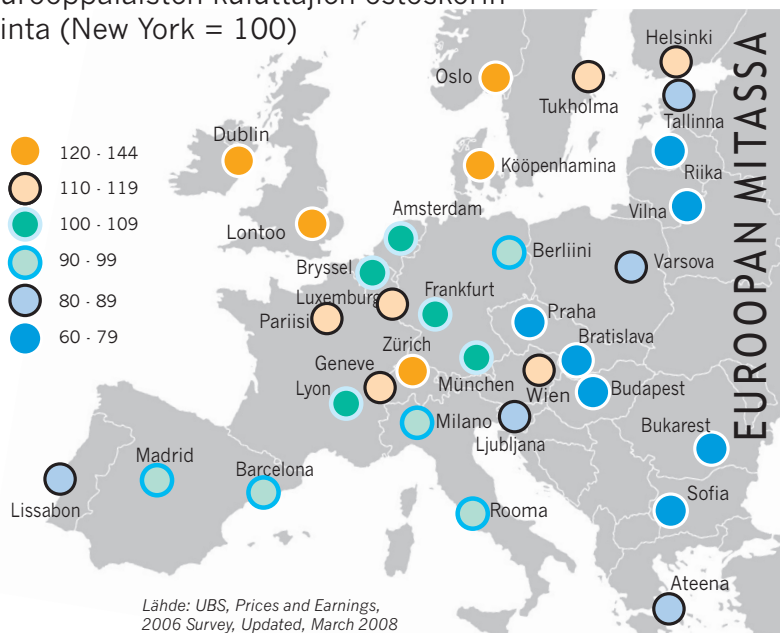 urooppalaisten kuluttajien ostoskorin
inta (New York = 100)
EUROOPAN MITASSA
120 - 144
110 - 119
100 - 109
90 - 99
80 - 89
60 - 79
Helsinki
Oslo
Tukholma
Tallinna
Dublin
Kööpenhamina
Riika
Vilna
Amsterdam
Lontoo
Berliini
Varsova
Bryssel
Luxemburg
Frankfurt
Pariisi
Praha
Bratislava
Zürich
Geneve
München
Wien
Budapest
Lyon
Milano
Ljubljana
Bukarest
Madrid
Barcelona
Lissabon
Rooma
Sofia
Ateena
Lähde: UBS, Prices and Earnings,
2006 Survey, Updated, March 2008